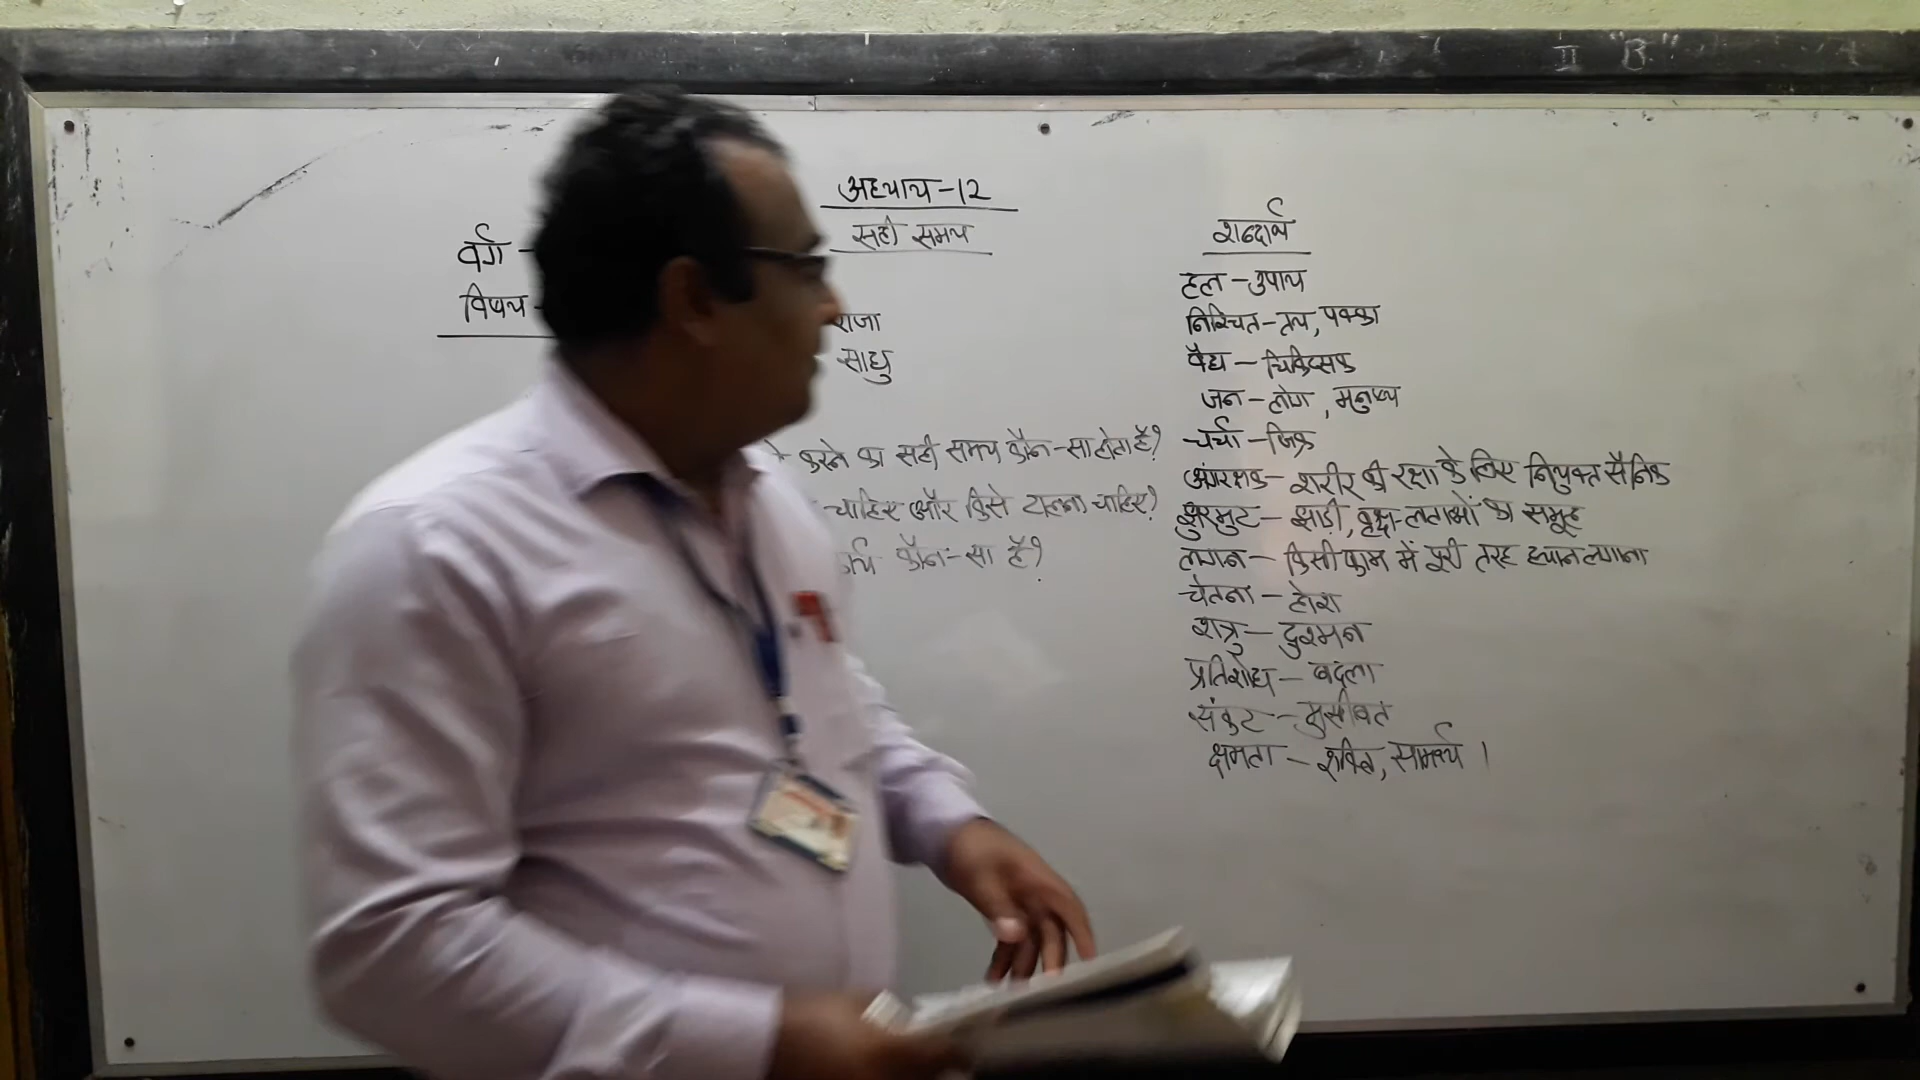 II "B"
अध्याय-12
सही समय
वर्ग -
विषय -
राजा
साधु
करने का सही समय कौन-सा होता है?
चाहिए और किसे टालना चाहिए?
कौन-सा है?
शब्दार्थ
हल - उपाय
निश्चित - तय, पक्का
वैद्य - चिकित्सक
जन - लोग, मनुष्य
चर्चा - जिक्र
अंगरक्षक - शरीर की रक्षा के लिए नियुक्त सैनिक
झुरमुट - झाड़ी, वृक्ष-लताओं का समूह
लगन - किसी काम में पूरी तरह ध्यान लगाना
चेतना - होश
शत्रु - दुश्मन
प्रतिशोध - बदला
संकट - मुसीबत
क्षमता - शक्ति, सामर्थ्य ।